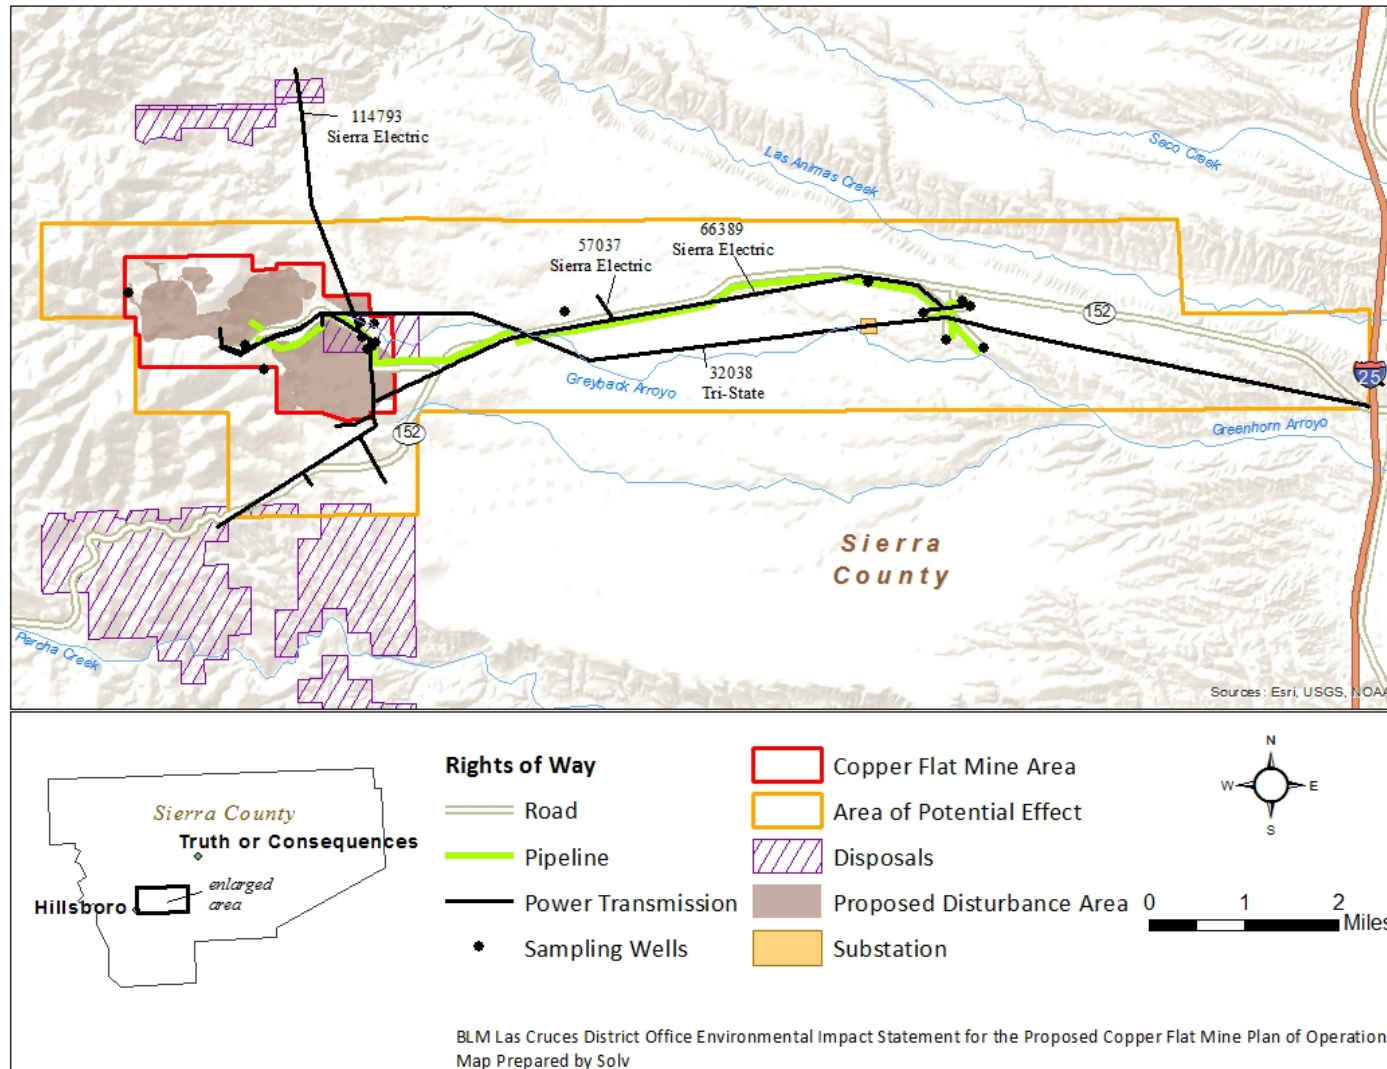 114793
Sierra Electric
Las Animas Creek
Seco Creek
66389
Sierra Electric
57037
Sierra Electric
152
25
32038
Tri-State
Greyback Arroyo
Greenhorn Arroyo
152
Sierra
County
Percha Creek
Sources: Esri, USGS, NOAA
Sierra County
Truth or Consequences
enlarged
area
Hillsboro
Rights of Way
Road
Pipeline
Power Transmission
Sampling Wells
Copper Flat Mine Area
Area of Potential Effect
Disposals
Proposed Disturbance Area
Substation
N
W E
S
0 1 2
Miles
BLM Las Cruces District Office Environmental Impact Statement for the Proposed Copper Flat Mine Plan of Operation
Map Prepared by Solv